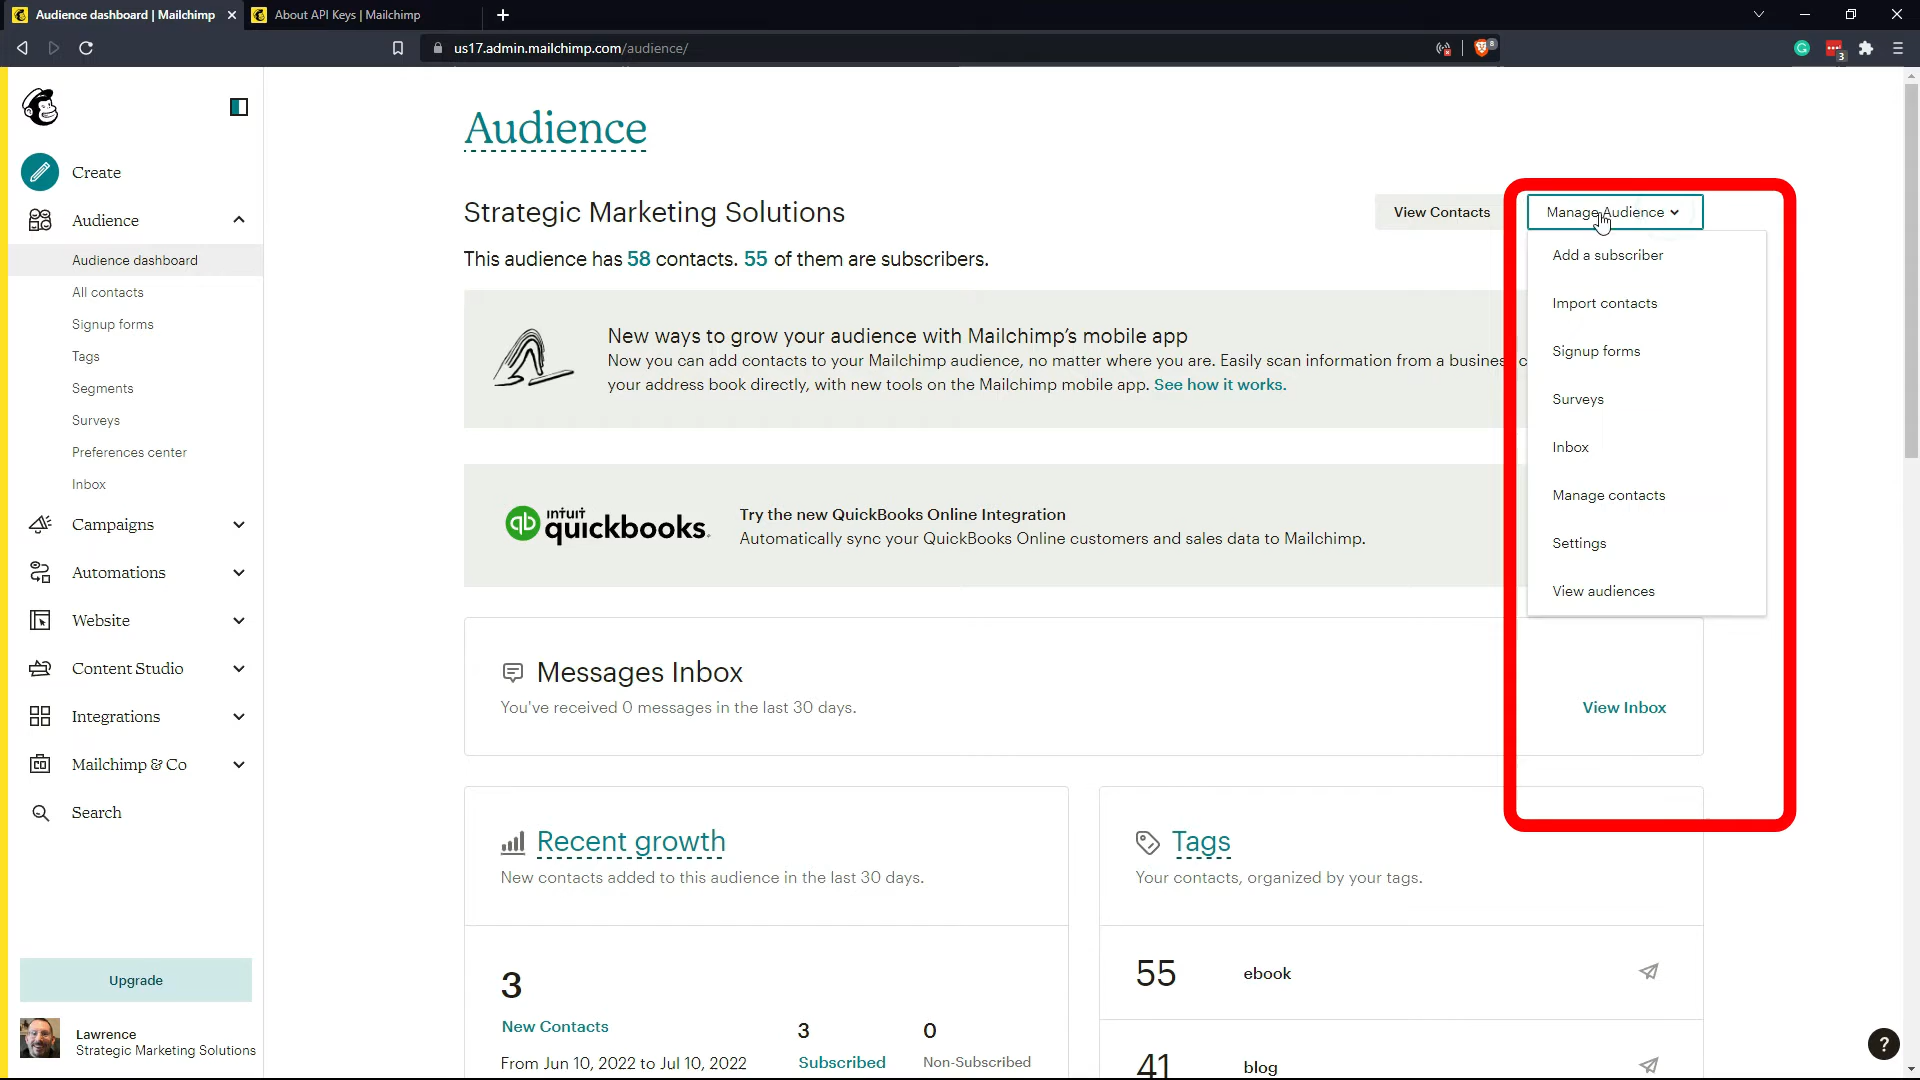 Audience dashboard | Mailchimp
About API Keys | Mailchimp
us17.admin.mailchimp.com/audience/
8
3
Create
Audience
Audience dashboard
All contacts
Signup forms
Tags
Segments
Surveys
Preferences center
Inbox
Campaigns
Automations
Website
Content Studio
Integrations
Mailchimp & Co
Search
Upgrade
Lawrence
Strategic Marketing Solutions
Audience
Strategic Marketing Solutions
View Contacts
Manage Audience
This audience has 58 contacts. 55 of them are subscribers.
Add a subscriber
Import contacts
Signup forms
Surveys
Inbox
Manage contacts
Settings
View audiences
New ways to grow your audience with Mailchimp's mobile app
Now you can add contacts to your Mailchimp audience, no matter where you are. Easily scan information from a busines c
your address book directly, with new tools on the Mailchimp mobile app. See how it works.
qb intuit quickbooks.
Try the new QuickBooks Online Integration
Automatically sync your QuickBooks Online customers and sales data to Mailchimp.
Messages Inbox
You've received 0 messages in the last 30 days.
View Inbox
Recent growth
New contacts added to this audience in the last 30 days.
3
New Contacts
From Jun 10, 2022 to Jul 10, 2022
3
Subscribed
0
Non-Subscribed
Tags
Your contacts, organized by your tags.
55 ebook
41 blog
?